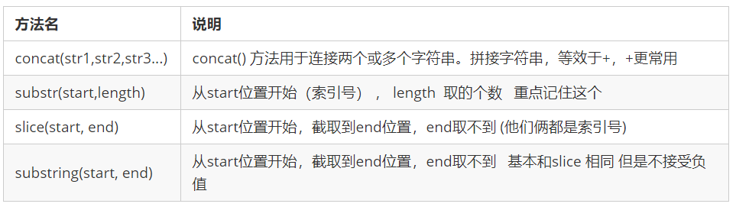 方法名 说明
concat(str1,str2,str3...) concat() 方法用于连接两个或多个字符串。拼接字符串，等效于+，+更常用
substr(start,length) 从start位置开始（索引号） ， length 取的个数 重点记住这个
slice(start, end) 从start位置开始，截取到end位置，end取不到 (他们俩都是索引号)
substring(start, end) 从start位置开始，截取到end位置，end取不到 基本和slice 相同 但是不接受负
值